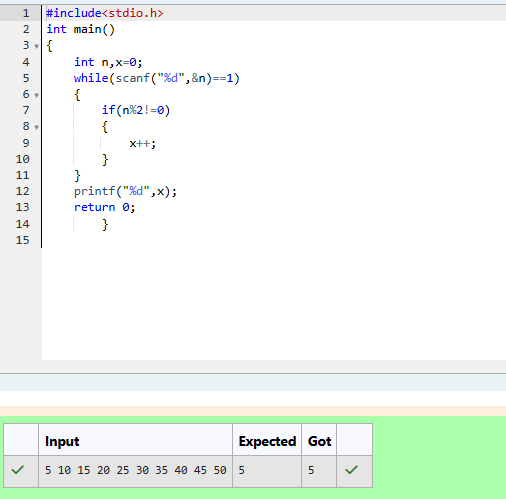 1 #include<stdio.h>
2 int main()
3 {
4 int n,x=0;
5 while(scanf("%d",&n)==1)
6 {
7 if(n%2!=0)
8 {
9 x++;
10 }
11 }
12 printf("%d",x);
13 return 0;
14 }
15
Input Expected Got
5 10 15 20 25 30 35 40 45 50 5 5